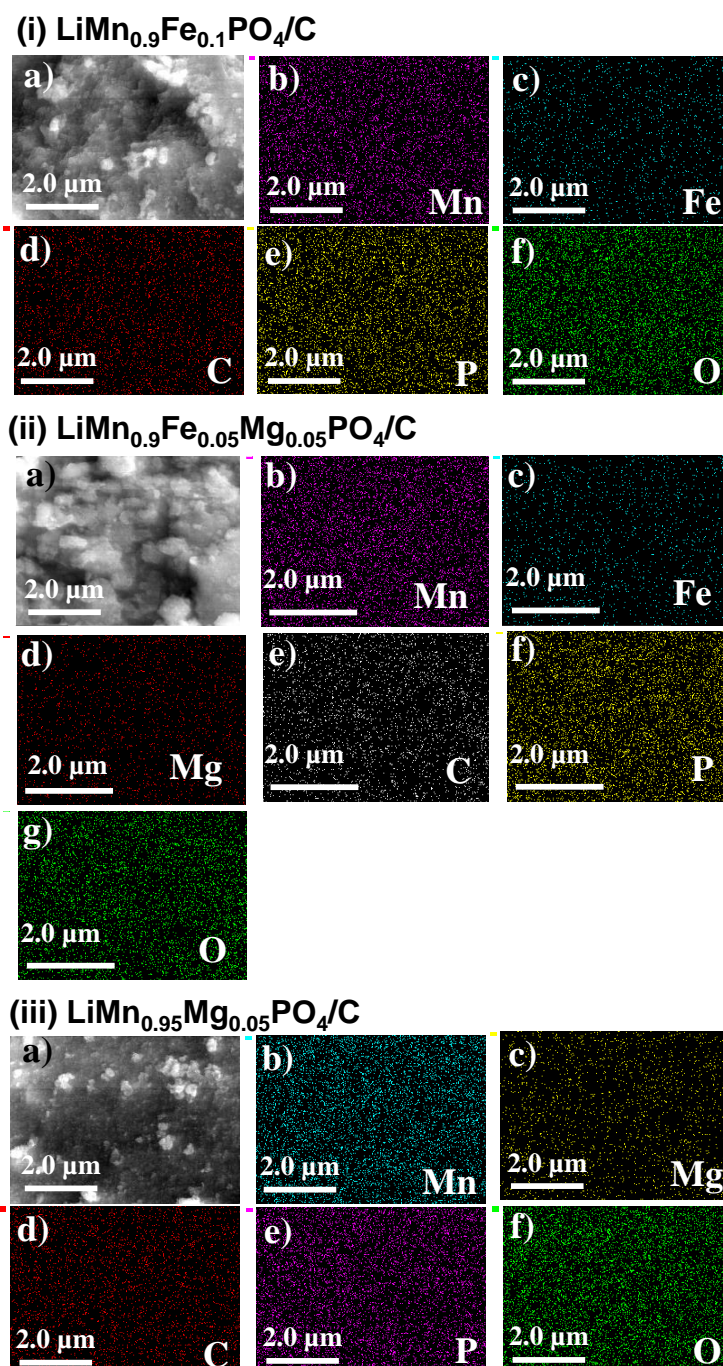 (i) LiMn₀.₉Fe₀.₁PO₄/C
a) b) c)
2.0 μm 2.0 μm Mn 2.0 μm Fe
d) e) f)
2.0 μm C 2.0 μm P 2.0 μm O
(ii) LiMn₀.₉Fe₀.₀₅Mg₀.₀₅PO₄/C
a) b) c)
2.0 μm 2.0 μm Mn 2.0 μm Fe
d) e) f)
2.0 μm Mg 2.0 μm C 2.0 μm P
g)
2.0 μm O
(iii) LiMn₀.₉₅Mg₀.₀₅PO₄/C
a) b) c)
2.0 μm 2.0 μm Mn 2.0 μm Mg
d) e) f)
2.0 μm C 2.0 μm P 2.0 μm O